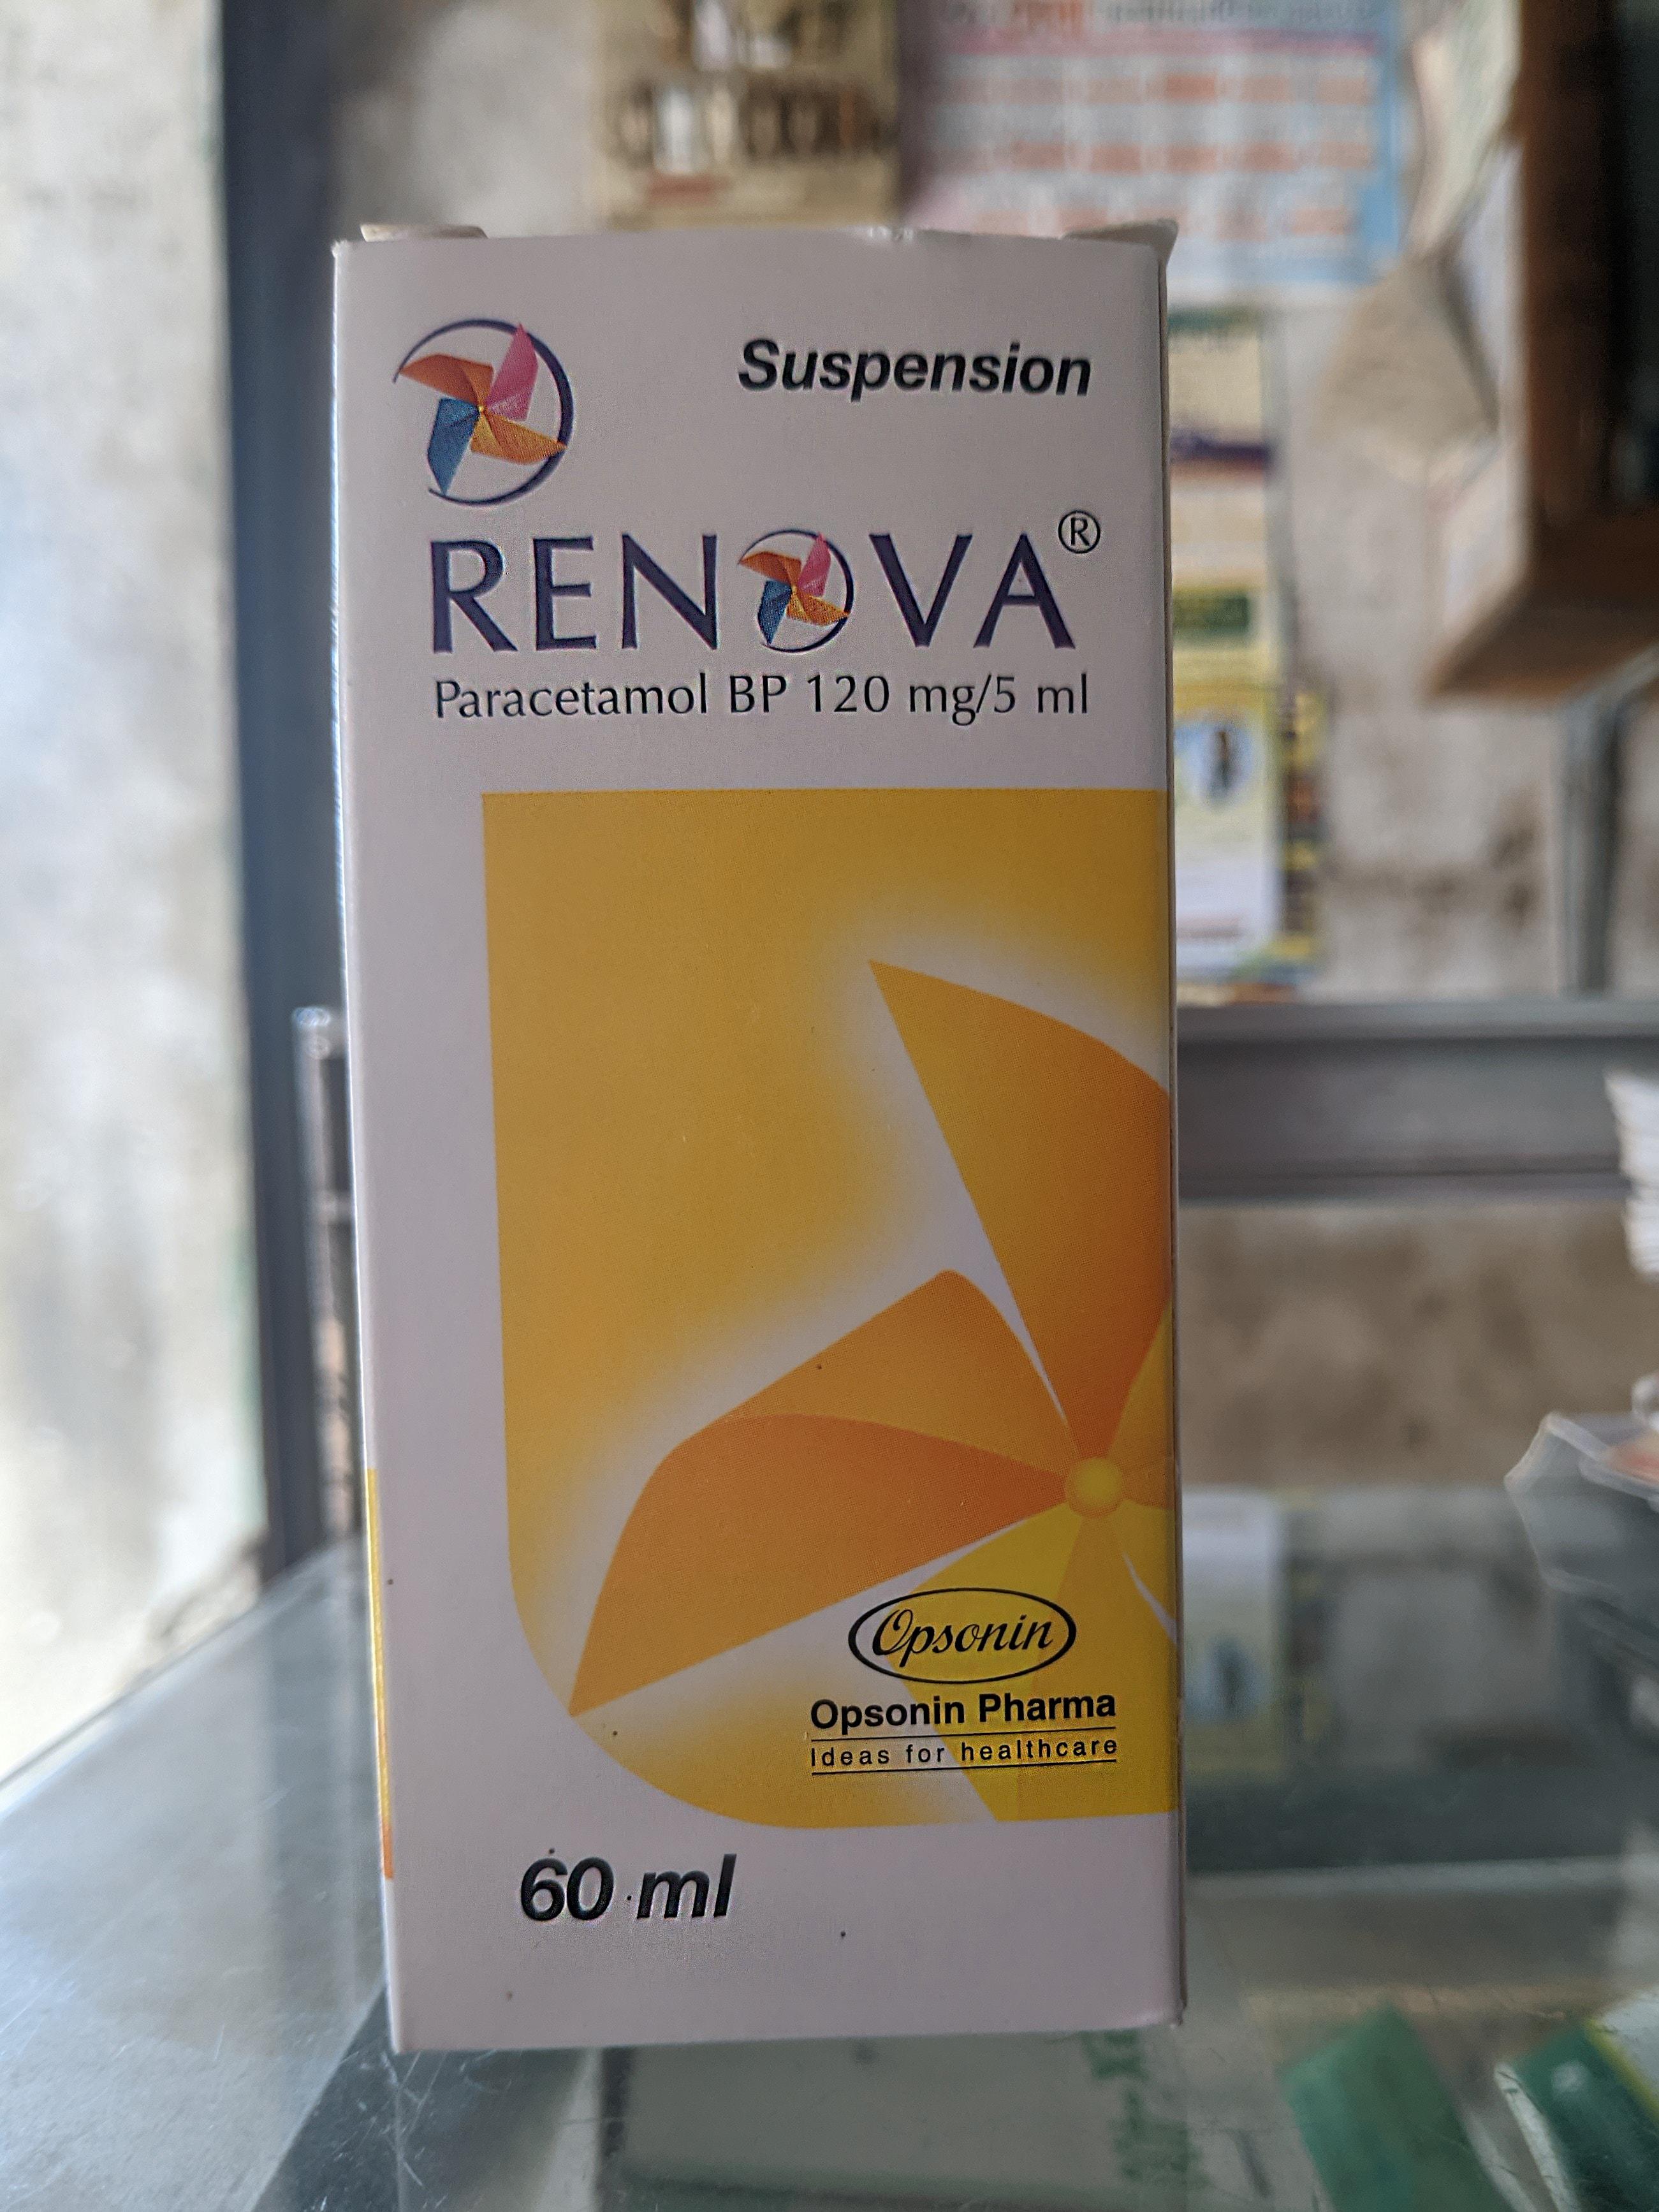 Suspension
RENOVA®
Paracetamol BP 120 mg/5 ml
Opsonin
Opsonin Pharma
Ideas for healthcare
60 ml